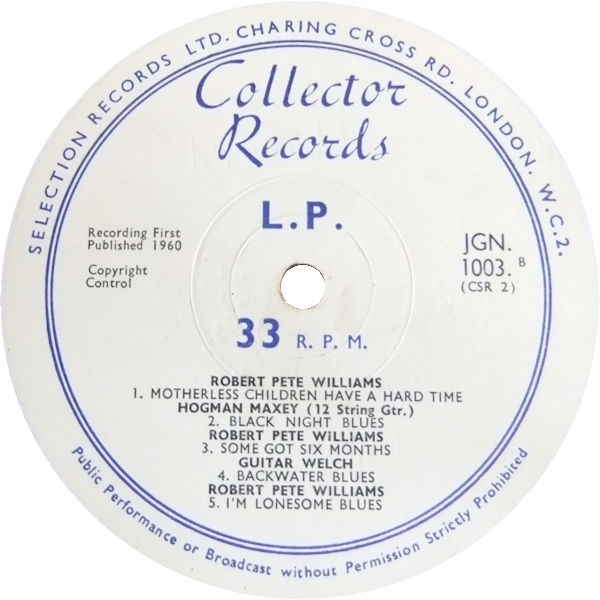 SELECTION RECORDS LTD. CHARING CROSS RD. LONDON. W.C.2.
Collector
Records
L.P.
Recording First
Published 1960
Copyright
Control
JGN.
1003. B
(CSR 2)
33 R. P. M.
ROBERT PETE WILLIAMS
1. MOTHERLESS CHILDREN HAVE A HARD TIME
HOGMAN MAXEY (12 String Gtr.)
2. BLACK NIGHT BLUES
ROBERT PETE WILLIAMS
3. SOME GOT SIX MONTHS
GUITAR WELCH
4. BACKWATER BLUES
ROBERT PETE WILLIAMS
5. I'M LONESOME BLUES
Public Performance or Broadcast without Permission Strictly Prohibited